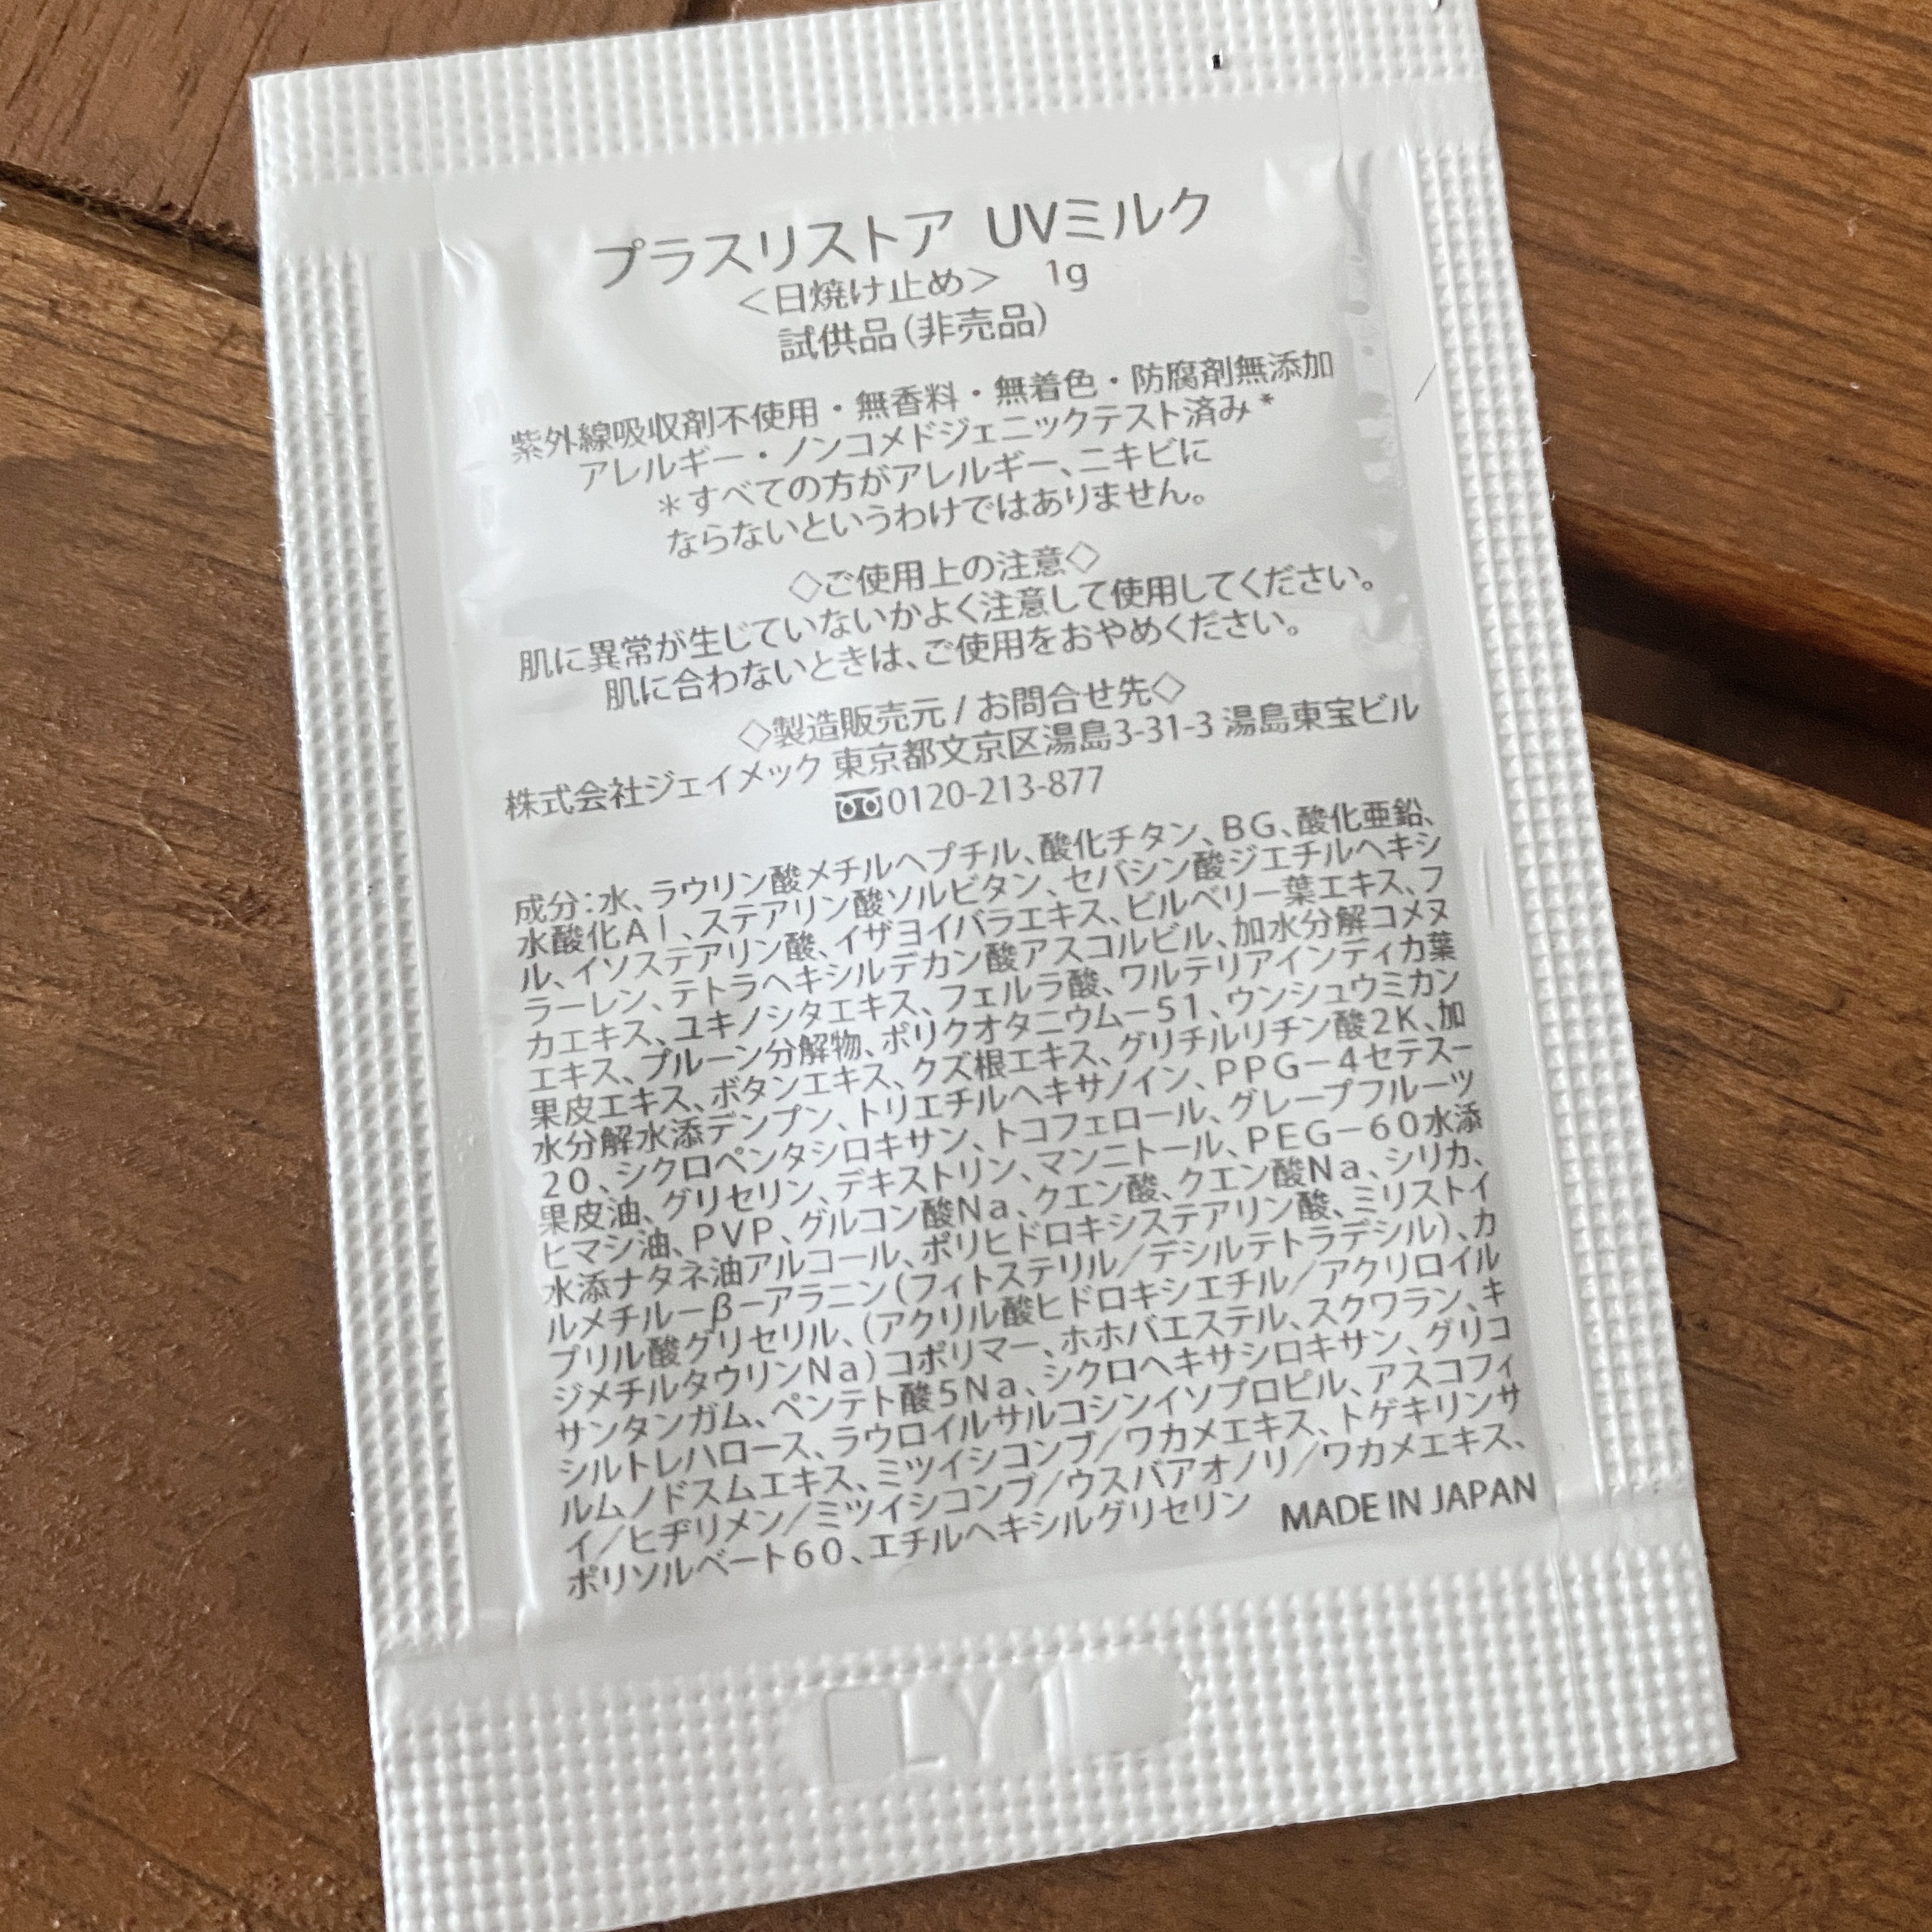 プラスリストア UVミルク
＜日焼け止め＞ 1g
試供品(非売品)
紫外線吸収剤不使用・無香料・無着色・防腐剤無添加
アレルギー・ノンコメドジェニックテスト済み*
＊すべての方がアレルギー、ニキビに
ならないというわけではありません。
◇ご使用上の注意◇
肌に異常が生じていないかよく注意して使用してください。
肌に合わないときは、ご使用をおやめください。
◇製造販売元 / お問合せ先◇
株式会社ジェイメック 東京都文京区湯島3-31-3 湯島東宝ビル
0120-213-877
成分：水、ラウリン酸メチルヘプチル、酸化チタン、BG、酸化亜鉛、
水酸化Al、ステアリン酸ソルビタン、セバシン酸ジエチルヘキシ
ル、イソステアリン酸、イザヨイバラエキス、ビルベリー葉エキス、フ
ラーレン、テトラヘキシルデカン酸アスコルビル、加水分解コメヌ
カエキス、ユキノシタエキス、フェルラ酸、ワルテリアインディカ葉
エキス、プルーン分解物、ポリクオタニウム－51、ウンシュウミカン
果皮エキス、ボタンエキス、クズ根エキス、グリチルリチン酸2K、加
水分解水添デンプン、トリエチルヘキサノイン、PPG－4セテス－
20、シクロペンタシロキサン、トコフェロール、グレープフルーツ
果皮油、グリセリン、デキストリン、マンニトール、PEG－60水添
ヒマシ油、PVP、グルコン酸Na、クエン酸、クエン酸Na、シリカ、
水添ナタネ油アルコール、ポリヒドロキシステアリン酸、ミリストイ
ルメチル－β－アラニン(フィトステリル／デシルテトラデシル)、カ
プリル酸グリセリル、(アクリル酸ヒドロキシエチル／アクリロイル
ジメチルタウリンNa)コポリマー、ホホバエステル、スクワラン、キ
サンタンガム、ペンテト酸5Na、シクロヘキサシロキサン、グリコ
シルトレハロース、ラウロイルサルコシンイソプロピル、アスコフィ
ルムノドスムエキス、ミツイシコンブ／ワカメエキス、トゲキリンサ
イ／ヒヂリメン／ミツイシコンブ／ウスバアオノリ／ワカメエキス、
ポリソルベート60、エチルヘキシルグリセリン MADE IN JAPAN